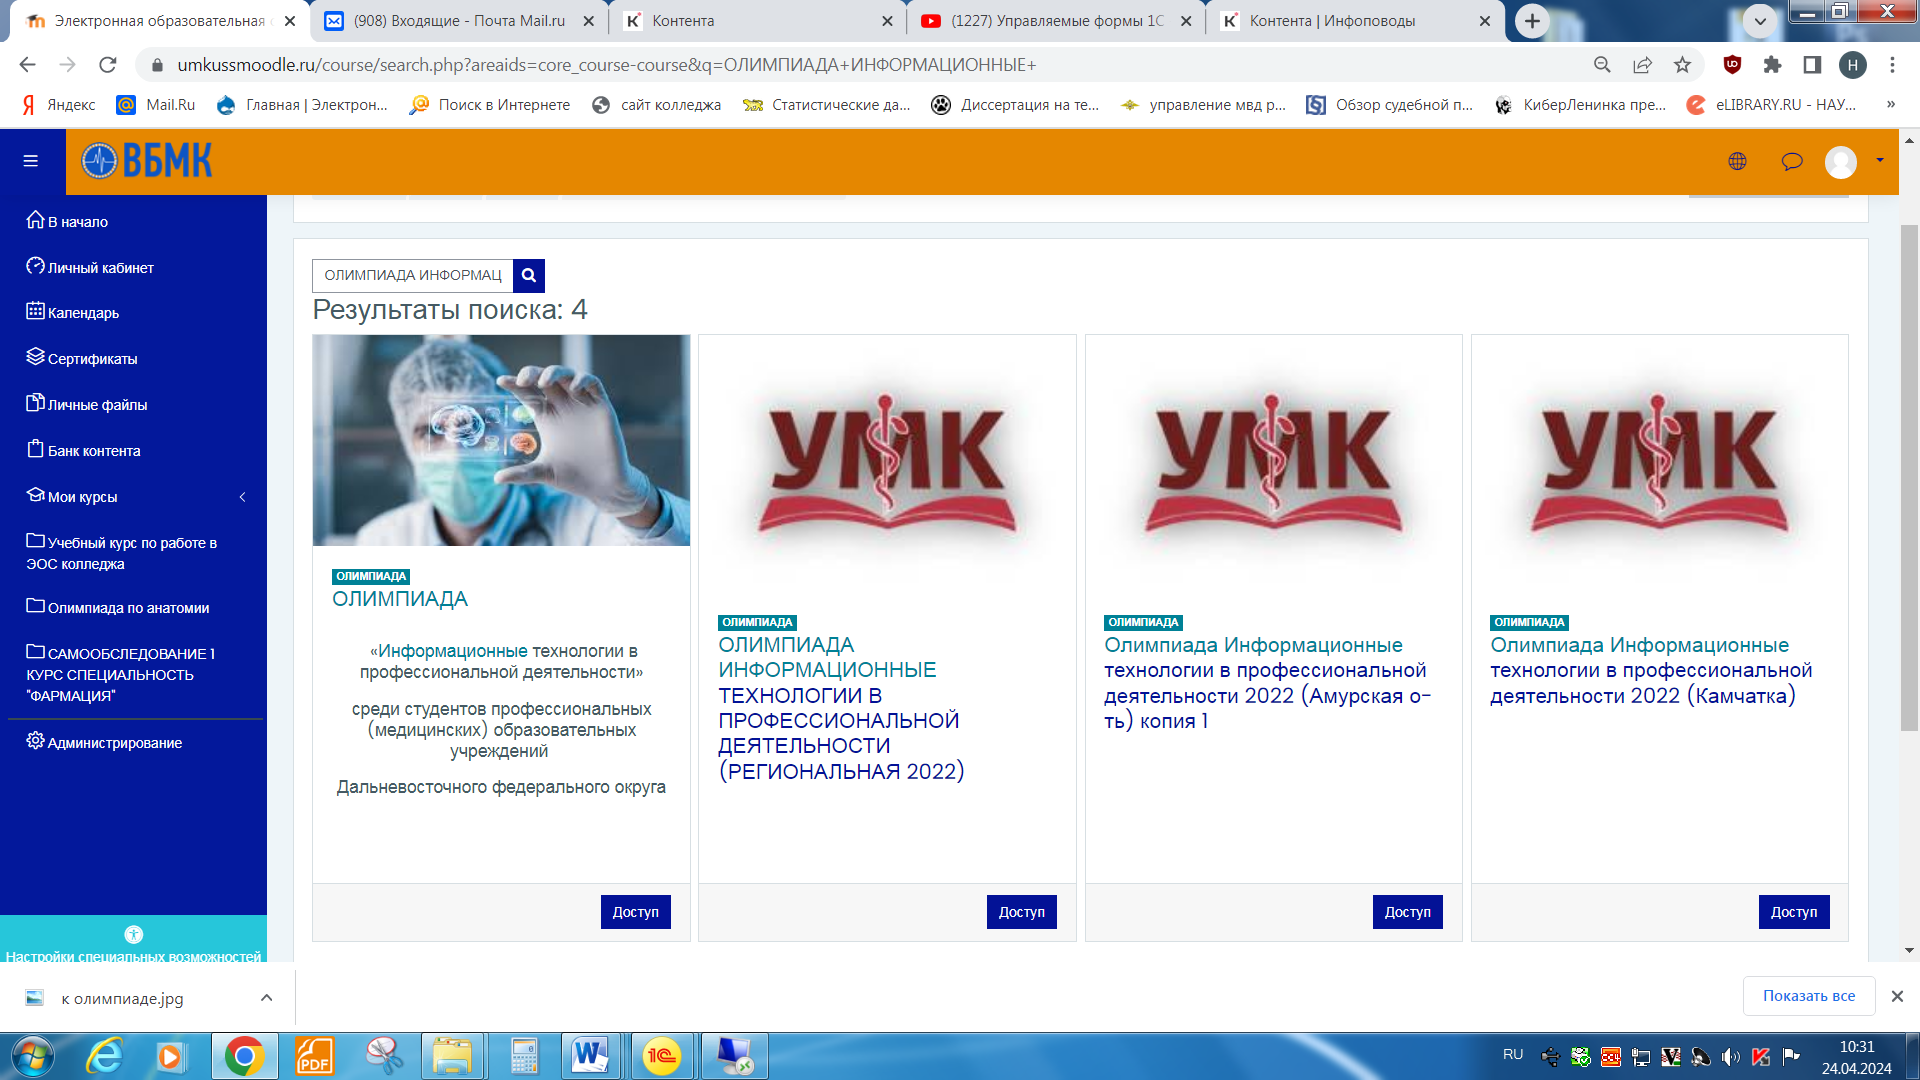 Электронная образовательная с
(908) Входящие - Почта Mail.ru
Контента
(1227) Управляемые формы 1С
Контента | Инфоповоды
umkussmoodle.ru/course/search.php?areaids=core_course-course&q=ОЛИМПИАДА+ИНФОРМАЦИОННЫЕ+
Н
Яндекс
Mail.Ru
Главная | Электрон...
Поиск в Интернете
сайт колледжа
Статистические да...
Диссертация на те...
управление мвд р...
Обзор судебной п...
КиберЛенинка пре...
eLIBRARY.RU - НАУ...
»
ВБМК
В начало
Личный кабинет
Календарь
Сертификаты
Личные файлы
Банк контента
Мои курсы
Учебный курс по работе в
ЭОС колледжа
Олимпиада по анатомии
САМООБСЛЕДОВАНИЕ 1
КУРС СПЕЦИАЛЬНОСТЬ
"ФАРМАЦИЯ"
Администрирование
Настройки специальных возможностей
ОЛИМПИАДА ИНФОРМАЦ
Результаты поиска: 4
ОЛИМПИАДА
ОЛИМПИАДА
«Информационные технологии в
профессиональной деятельности»
среди студентов профессиональных
(медицинских) образовательных
учреждений
Дальневосточного федерального округа
Доступ
УМК
ОЛИМПИАДА
ОЛИМПИАДА
ИНФОРМАЦИОННЫЕ
ТЕХНОЛОГИИ В
ПРОФЕССИОНАЛЬНОЙ
ДЕЯТЕЛЬНОСТИ
(РЕГИОНАЛЬНАЯ 2022)
Доступ
УМК
ОЛИМПИАДА
Олимпиада Информационные
технологии в профессиональной
деятельности 2022 (Амурская о-
ть) копия 1
Доступ
УМК
ОЛИМПИАДА
Олимпиада Информационные
технологии в профессиональной
деятельности 2022 (Камчатка)
Доступ
к олимпиаде.jpg
Показать все
PDF
W
1С
RU
10:31
24.04.2024